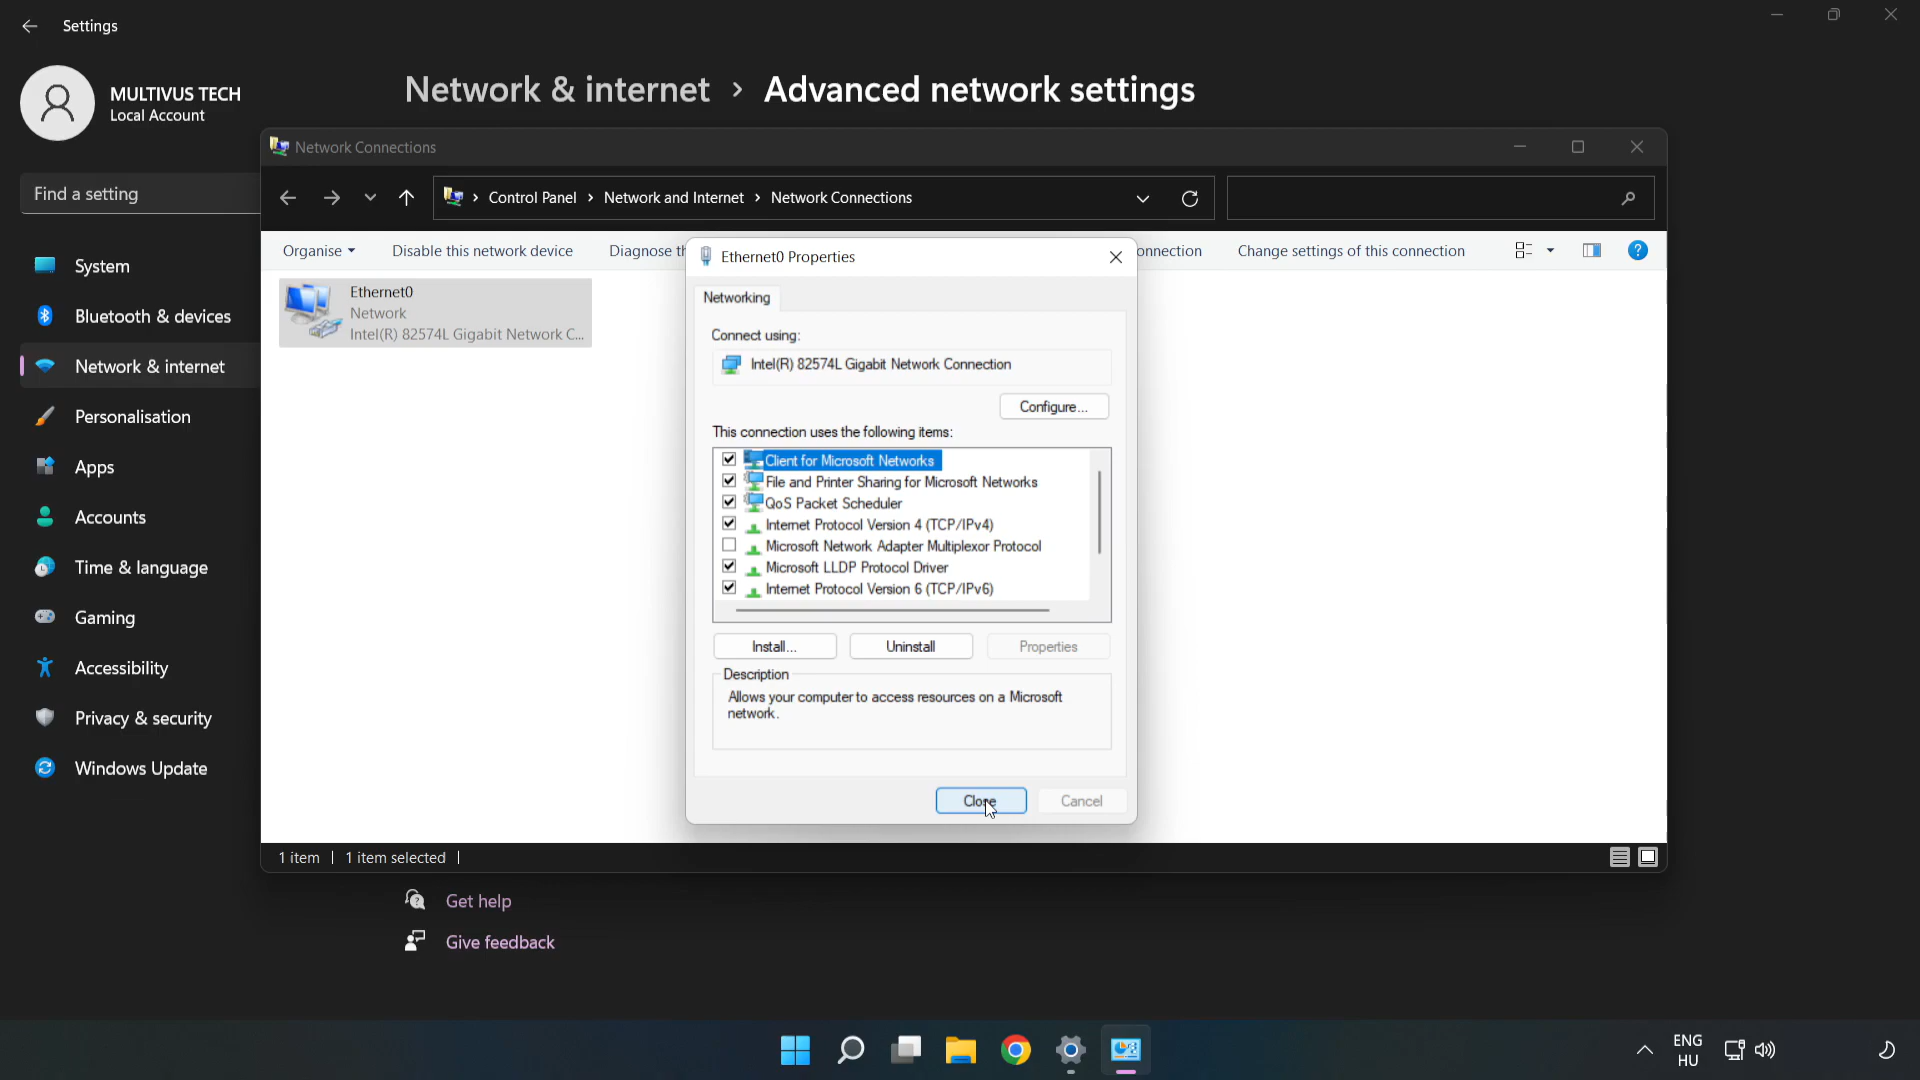 Settings
MULTIVUS TECH
Local Account
Network & internet › Advanced network settings
Find a setting
System
Bluetooth & devices
Network & internet
Personalisation
Apps
Accounts
Time & language
Gaming
Accessibility
Privacy & security
Windows Update
Network Connections
Control Panel › Network and Internet › Network Connections
Organise
Disable this network device
Diagnose th
onnection
Change settings of this connection
Ethernet0
Network
Intel(R) 82574L Gigabit Network C...
Ethernet0 Properties
Networking
Connect using:
Intel(R) 82574L Gigabit Network Connection
Configure...
This connection uses the following items:
Client for Microsoft Networks
File and Printer Sharing for Microsoft Networks
QoS Packet Scheduler
Internet Protocol Version 4 (TCP/IPv4)
Microsoft Network Adapter Multiplexor Protocol
Microsoft LLDP Protocol Driver
Internet Protocol Version 6 (TCP/IPv6)
Install...
Uninstall
Properties
Description
Allows your computer to access resources on a Microsoft
network.
Close
Cancel
1 item
1 item selected
Get help
Give feedback
ENG
HU